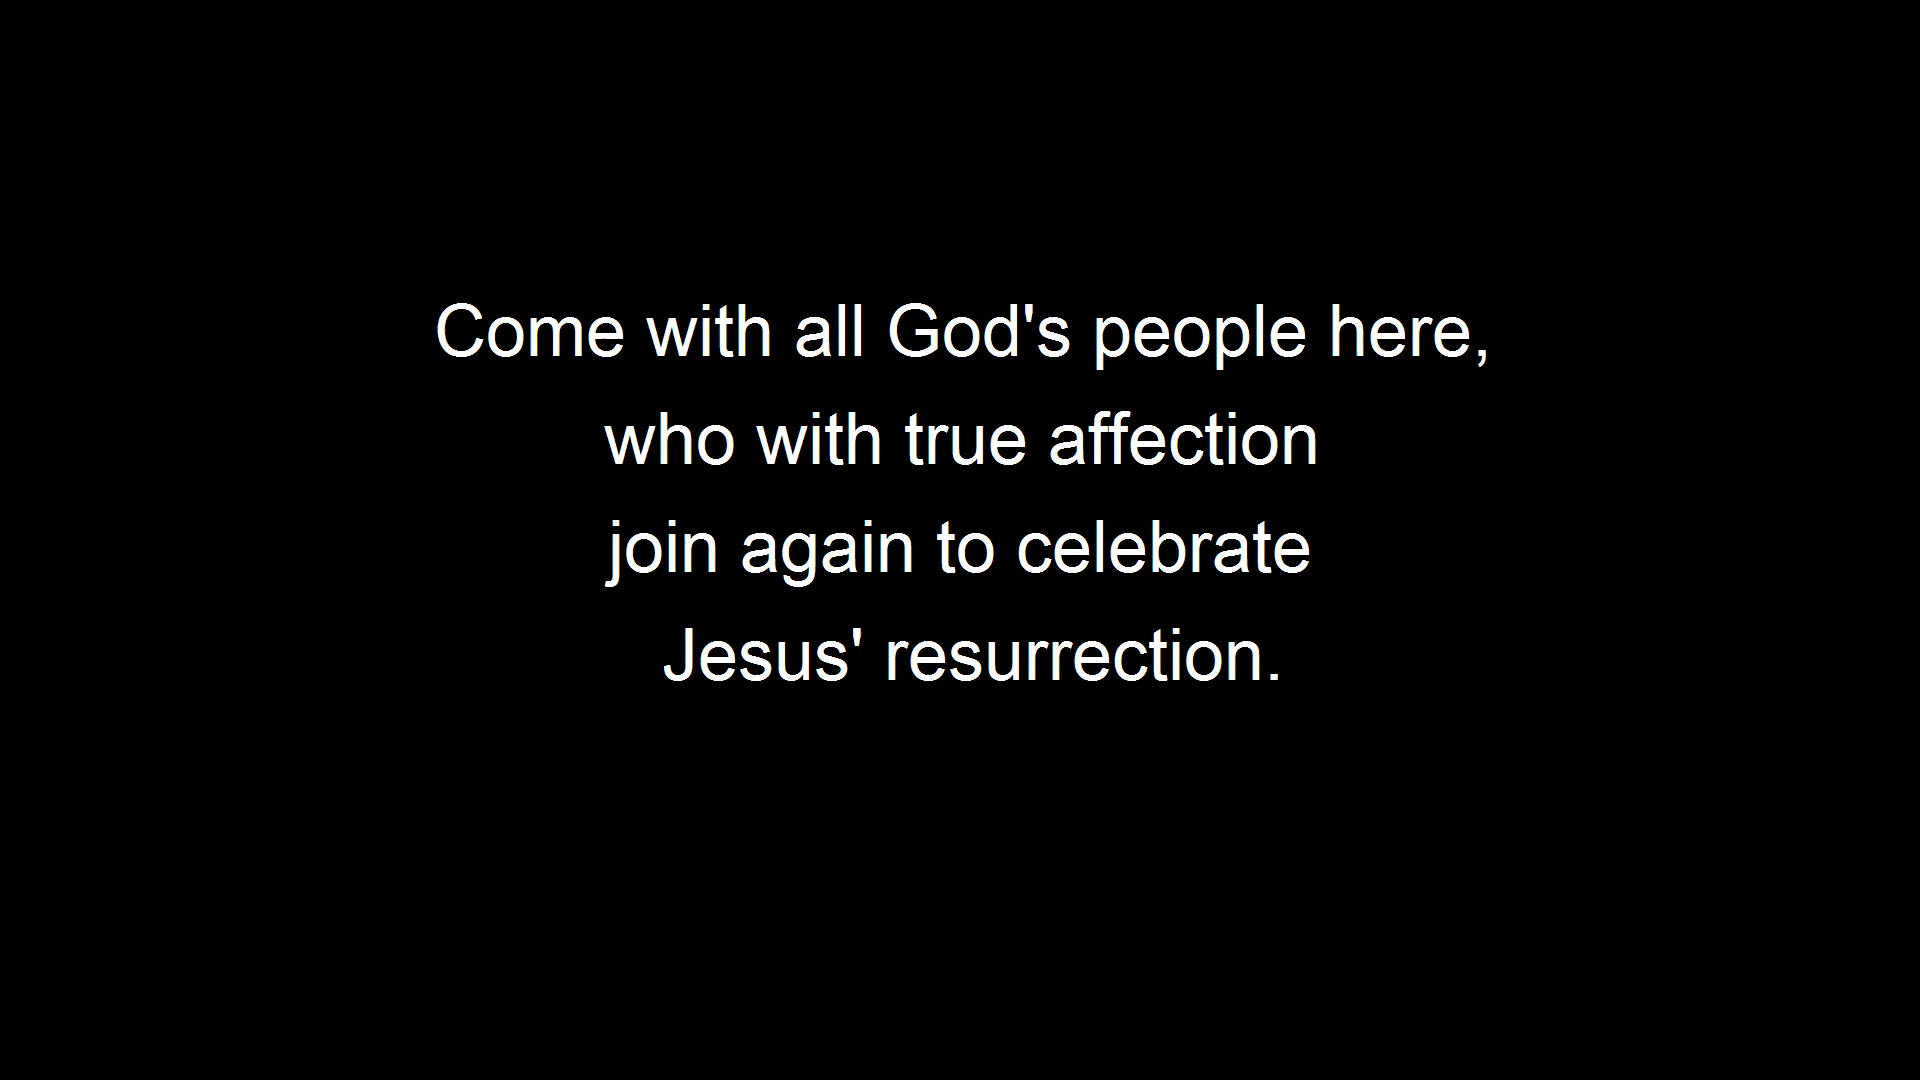 Come with all God's people here,
who with true affection
join again to celebrate
Jesus' resurrection.